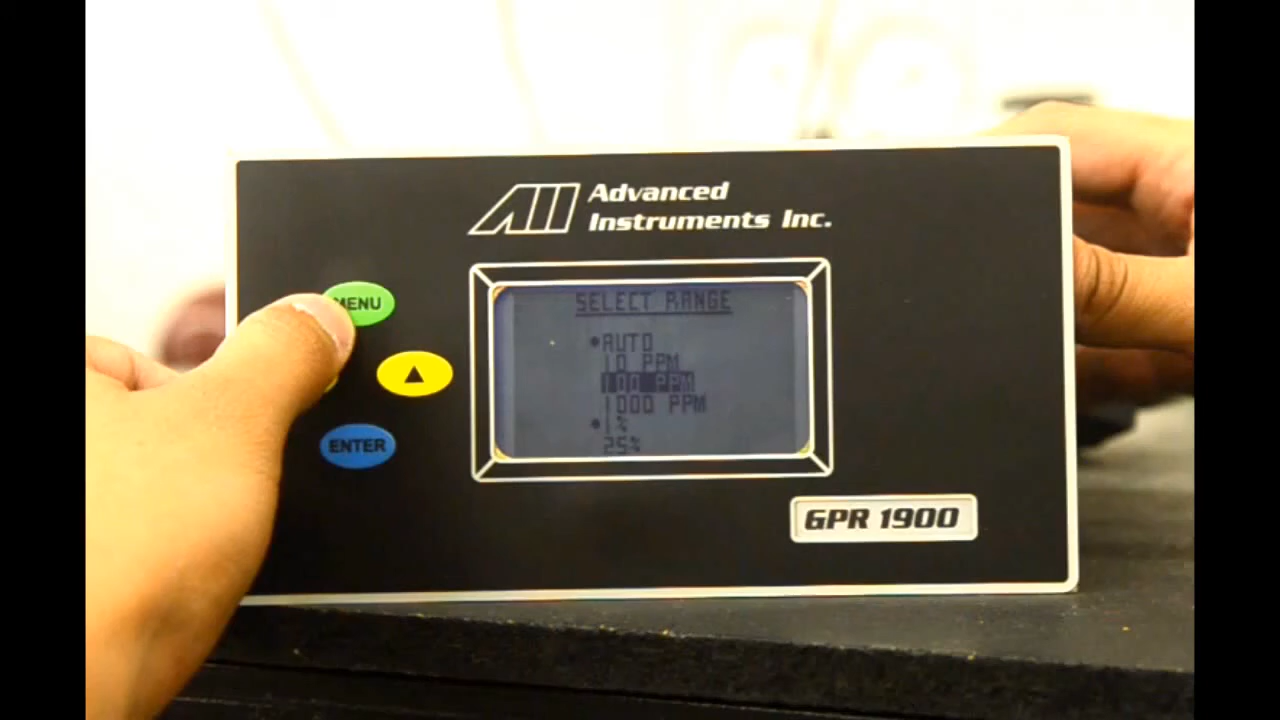 AII Advanced
Instruments Inc.
MENU
▲
ENTER
SELECT RANGE
•AUTO
10 PPM
100 PPM
1000 PPM
•1%
25%
GPR 1900